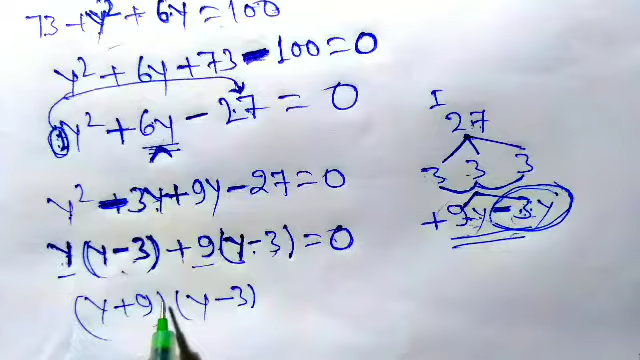 73 + y² + 6y = 100
y² + 6y + 73 - 100 = 0
y² + 6y - 27 = 0
y² - 3y + 9y - 27 = 0
y(y-3) + 9(y-3) = 0
(y+9)(y-3)
I
27
3 3 3
+9y - 3y